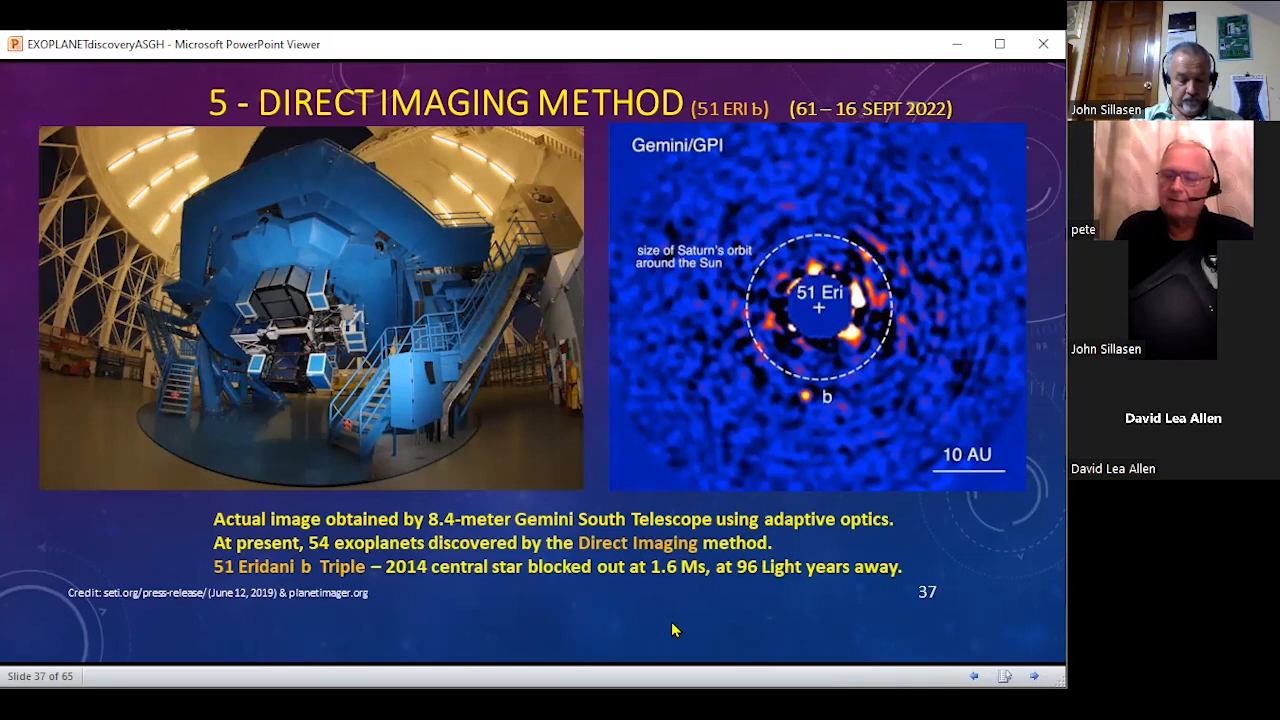 EXOPLANETdiscoveryASGH - Microsoft PowerPoint Viewer
5 - DIRECT IMAGING METHOD (51 ERI b) (61 – 16 SEPT 2022)
Gemini/GPI
size of Saturn's orbit
around the Sun
51 Eri
b
10 AU
Actual image obtained by 8.4-meter Gemini South Telescope using adaptive optics.
At present, 54 exoplanets discovered by the Direct Imaging method.
51 Eridani b Triple – 2014 central star blocked out at 1.6 Ms, at 96 Light years away.
Credit: seti.org/press-release/ (June 12, 2019) & planetimager.org
37
Slide 37 of 65
John Sillasen
pete
John Sillasen
David Lea Allen
David Lea Allen